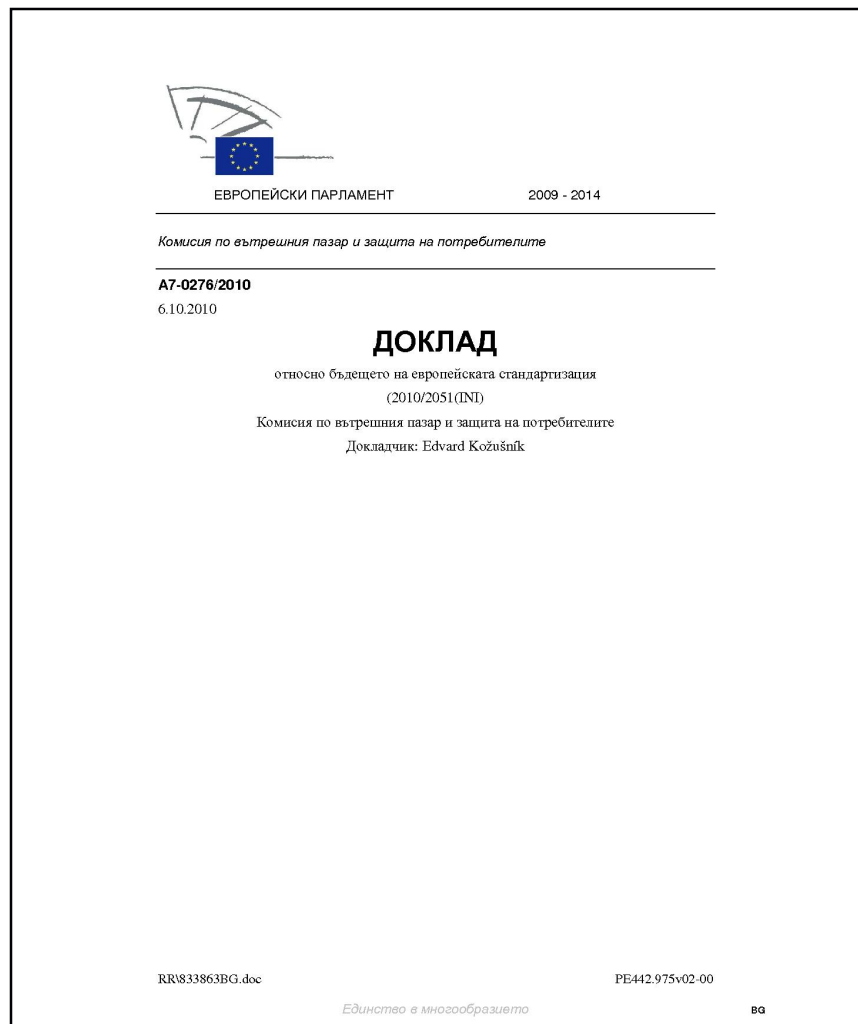 ЕВРОПЕЙСКИ ПАРЛАМЕНТ 2009 - 2014
Комисия по вътрешния пазар и защита на потребителите
A7-0276/2010
6.10.2010
ДОКЛАД
относно бъдещето на европейската стандартизация
(2010/2051(INI)
Комисия по вътрешния пазар и защита на потребителите
Докладчик: Edvard Kožušník
RR\833863BG.doc PE442.975v02-00
Единство в многообразието BG